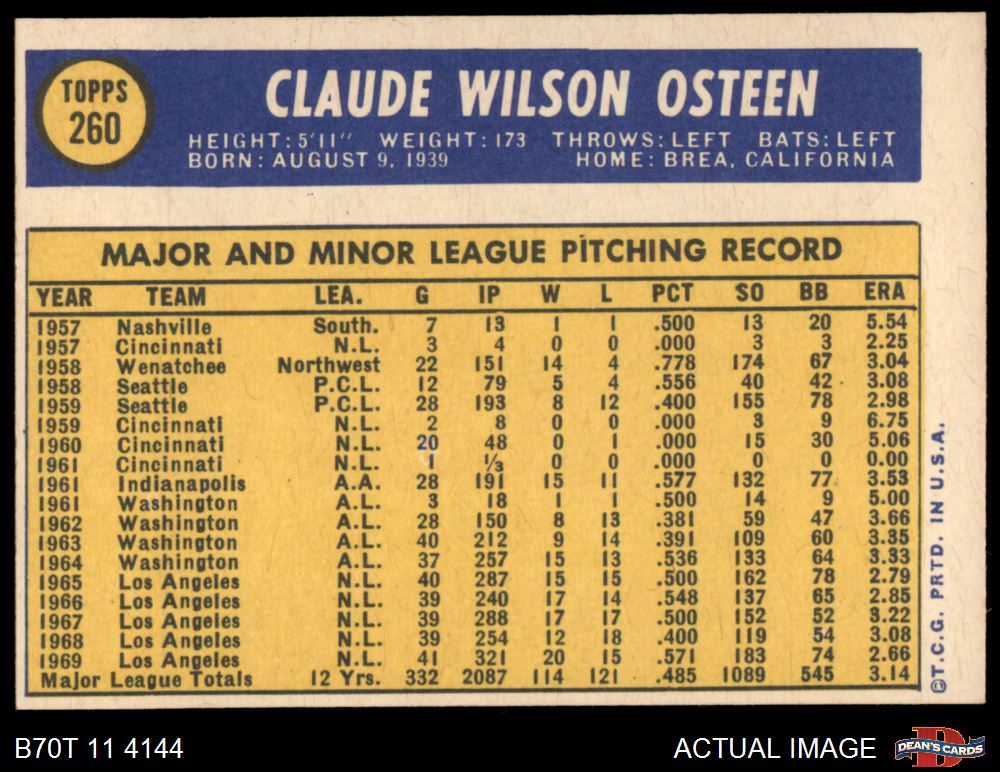 TOPPS
260
CLAUDE WILSON OSTEEN
HEIGHT: 5'11" WEIGHT: 173 THROWS: LEFT BATS: LEFT
BORN: AUGUST 9, 1939 HOME: BREA, CALIFORNIA
MAJOR AND MINOR LEAGUE PITCHING RECORD
YEAR TEAM LEA. G IP W L PCT SO BB ERA
1957 Nashville South. 7 13 1 1 .500 13 20 5.54
1957 Cincinnati N.L. 3 4 0 0 .000 3 3 2.25
1958 Wenatchee Northwest 22 151 14 4 .778 174 67 3.04
1958 Seattle P.C.L. 12 79 5 4 .556 40 42 3.08
1959 Seattle P.C.L. 28 193 8 12 .400 155 78 2.98
1959 Cincinnati N.L. 2 8 0 0 .000 3 9 6.75
1960 Cincinnati N.L. 20 48 0 1 .000 15 30 5.06
1961 Cincinnati N.L. 1 ⅓ 0 0 .000 0 0 0.00
1961 Indianapolis A.A. 28 191 15 11 .577 132 77 3.53
1961 Washington A.L. 3 18 1 1 .500 14 9 5.00
1962 Washington A.L. 28 150 8 13 .381 59 47 3.66
1963 Washington A.L. 40 212 9 14 .391 109 60 3.35
1964 Washington A.L. 37 257 15 13 .536 133 64 3.33
1965 Los Angeles N.L. 40 287 15 15 .500 162 78 2.79
1966 Los Angeles N.L. 39 240 17 14 .548 137 65 2.85
1967 Los Angeles N.L. 39 288 17 17 .500 152 52 3.22
1968 Los Angeles N.L. 39 254 12 18 .400 119 54 3.08
1969 Los Angeles N.L. 41 321 20 15 .571 183 74 2.66
Major League Totals 12 Yrs. 332 2087 114 121 .485 1089 545 3.14
©T.C.G. PRTD. IN U.S.A.
B70T 11 4144
ACTUAL IMAGE
D
DEAN'S CARDS